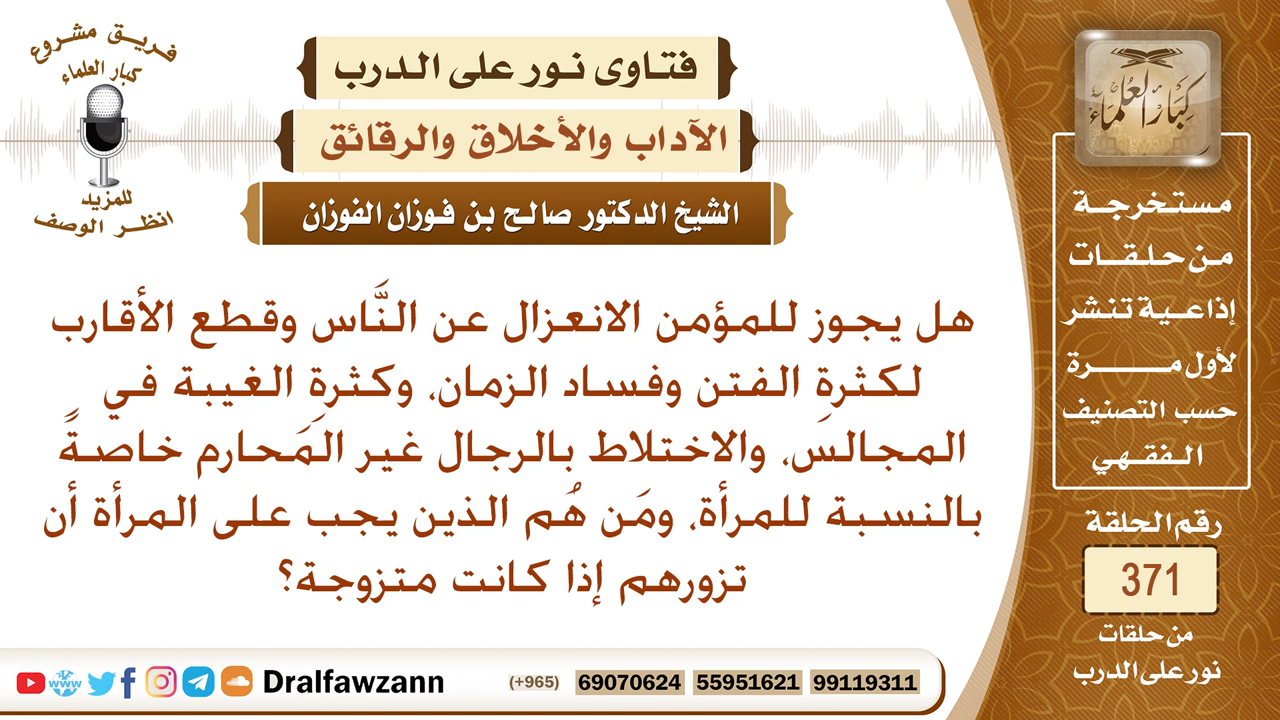 فريق مشروع
كبار العلماء
للمزيد
انظر الوصف
فتاوى نور على الدرب
الآداب والأخلاق والرقائق
الشيخ الدكتور صالح بن فوزان الفوزان
هل يجوز للمؤمن الانعزال عن النَّاس وقطع الأقارب
لكثرةِ الفتن وفساد الزمان، وكثرةِ الغيبة في
المجالسِ، والاختلاط بالرجال غير المَحارم خاصةً
بالنسبة للمرأة، ومَن هُم الذين يجب على المرأة أن
تزورهم إذا كانت متزوجة؟
كبار العلماء
مستخرجة
من حلقات
إذاعية تنشر
لأول مرة
حسب التصنيف
الفقهي
رقم الحلقة
371
من حلقات
نور على الدرب
www Dralfawzann (+965) 69070624 55951621 99119311